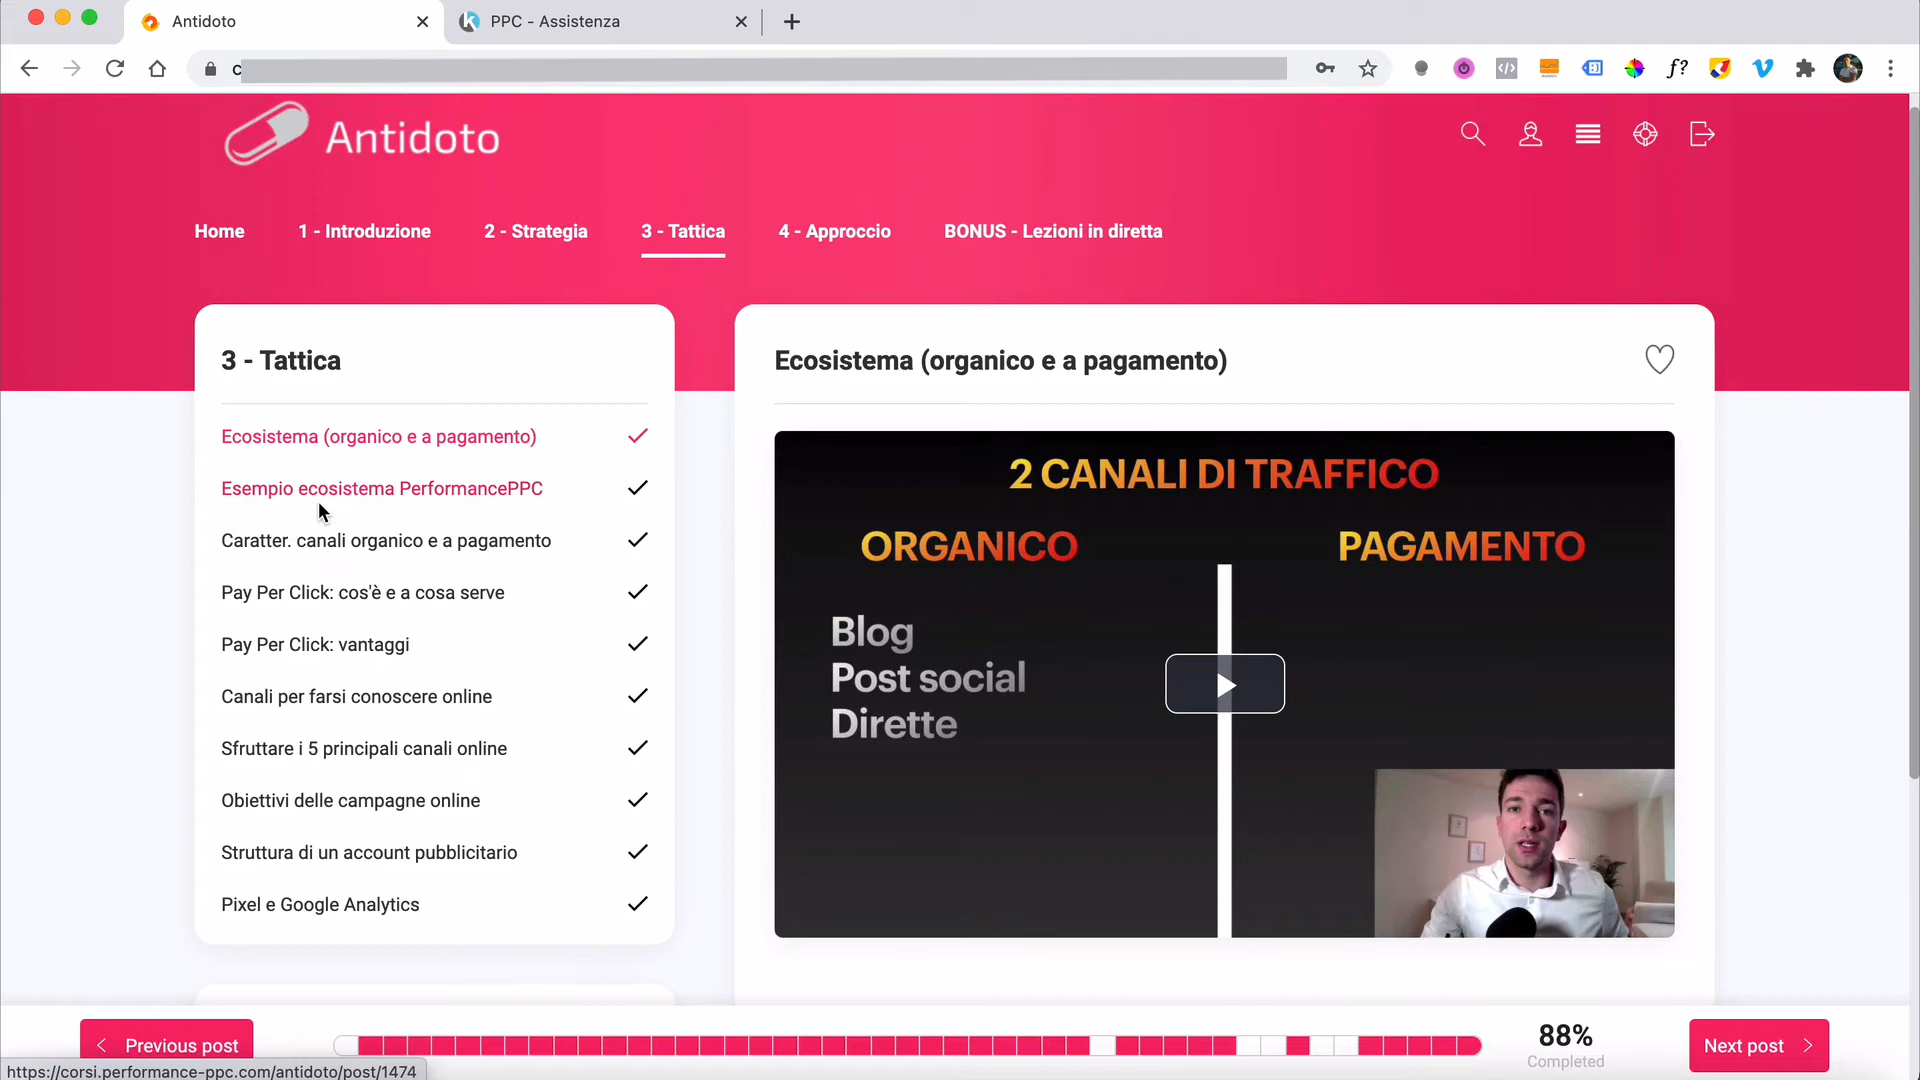 Antidoto
PPC - Assistenza
c
f?
Antidoto
Home
1 - Introduzione
2 - Strategia
3 - Tattica
4 - Approccio
BONUS - Lezioni in diretta
3 - Tattica
Ecosistema (organico e a pagamento)
Esempio ecosistema PerformancePPC
Caratter. canali organico e a pagamento
Pay Per Click: cos'è e a cosa serve
Pay Per Click: vantaggi
Canali per farsi conoscere online
Sfruttare i 5 principali canali online
Obiettivi delle campagne online
Struttura di un account pubblicitario
Pixel e Google Analytics
Ecosistema (organico e a pagamento)
2 CANALI DI TRAFFICO
ORGANICO
PAGAMENTO
Blog
Post social
Dirette
Previous post
88%
Completed
Next post
https://corsi.performance-ppc.com/antidoto/post/1474